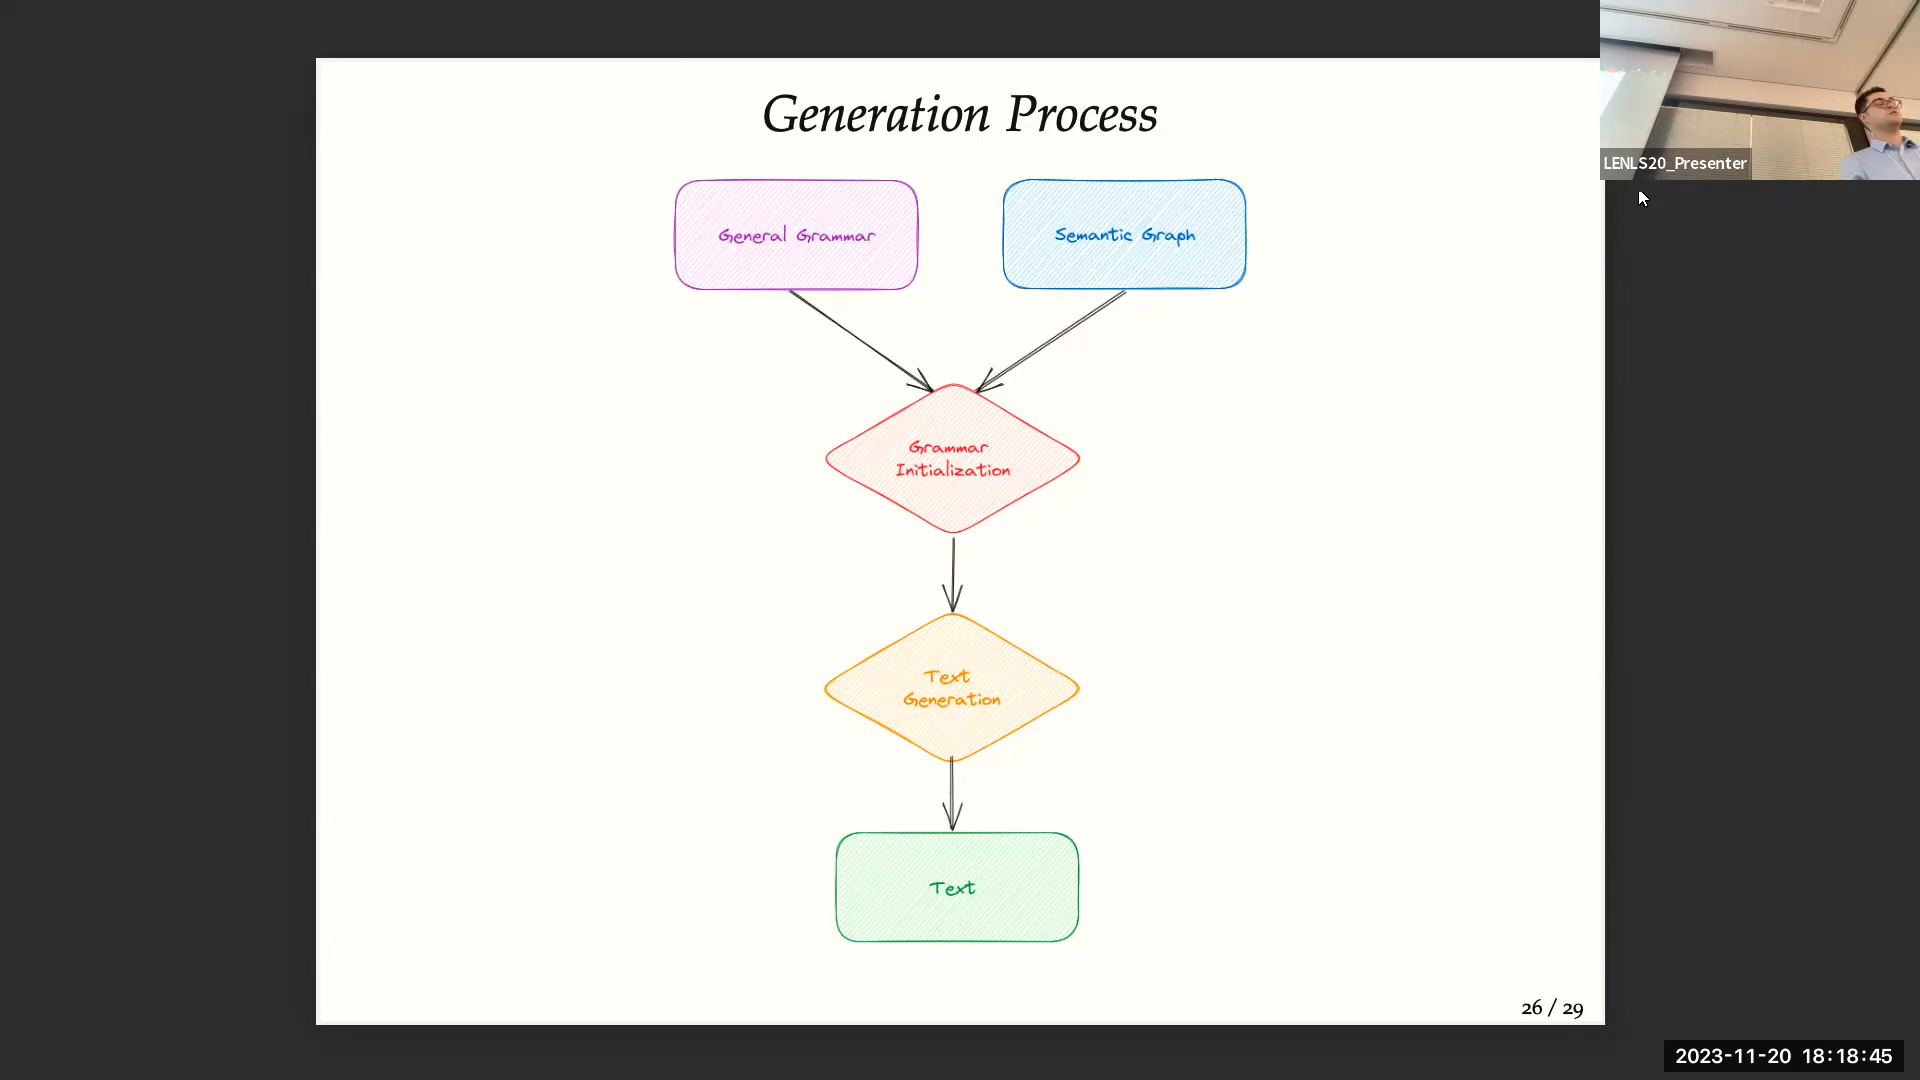 Generation Process
General Grammar
Semantic Graph
Grammar
Initialization
Text
Generation
Text
26 / 29
LENLS20_Presenter
2023-11-20 18:18:45